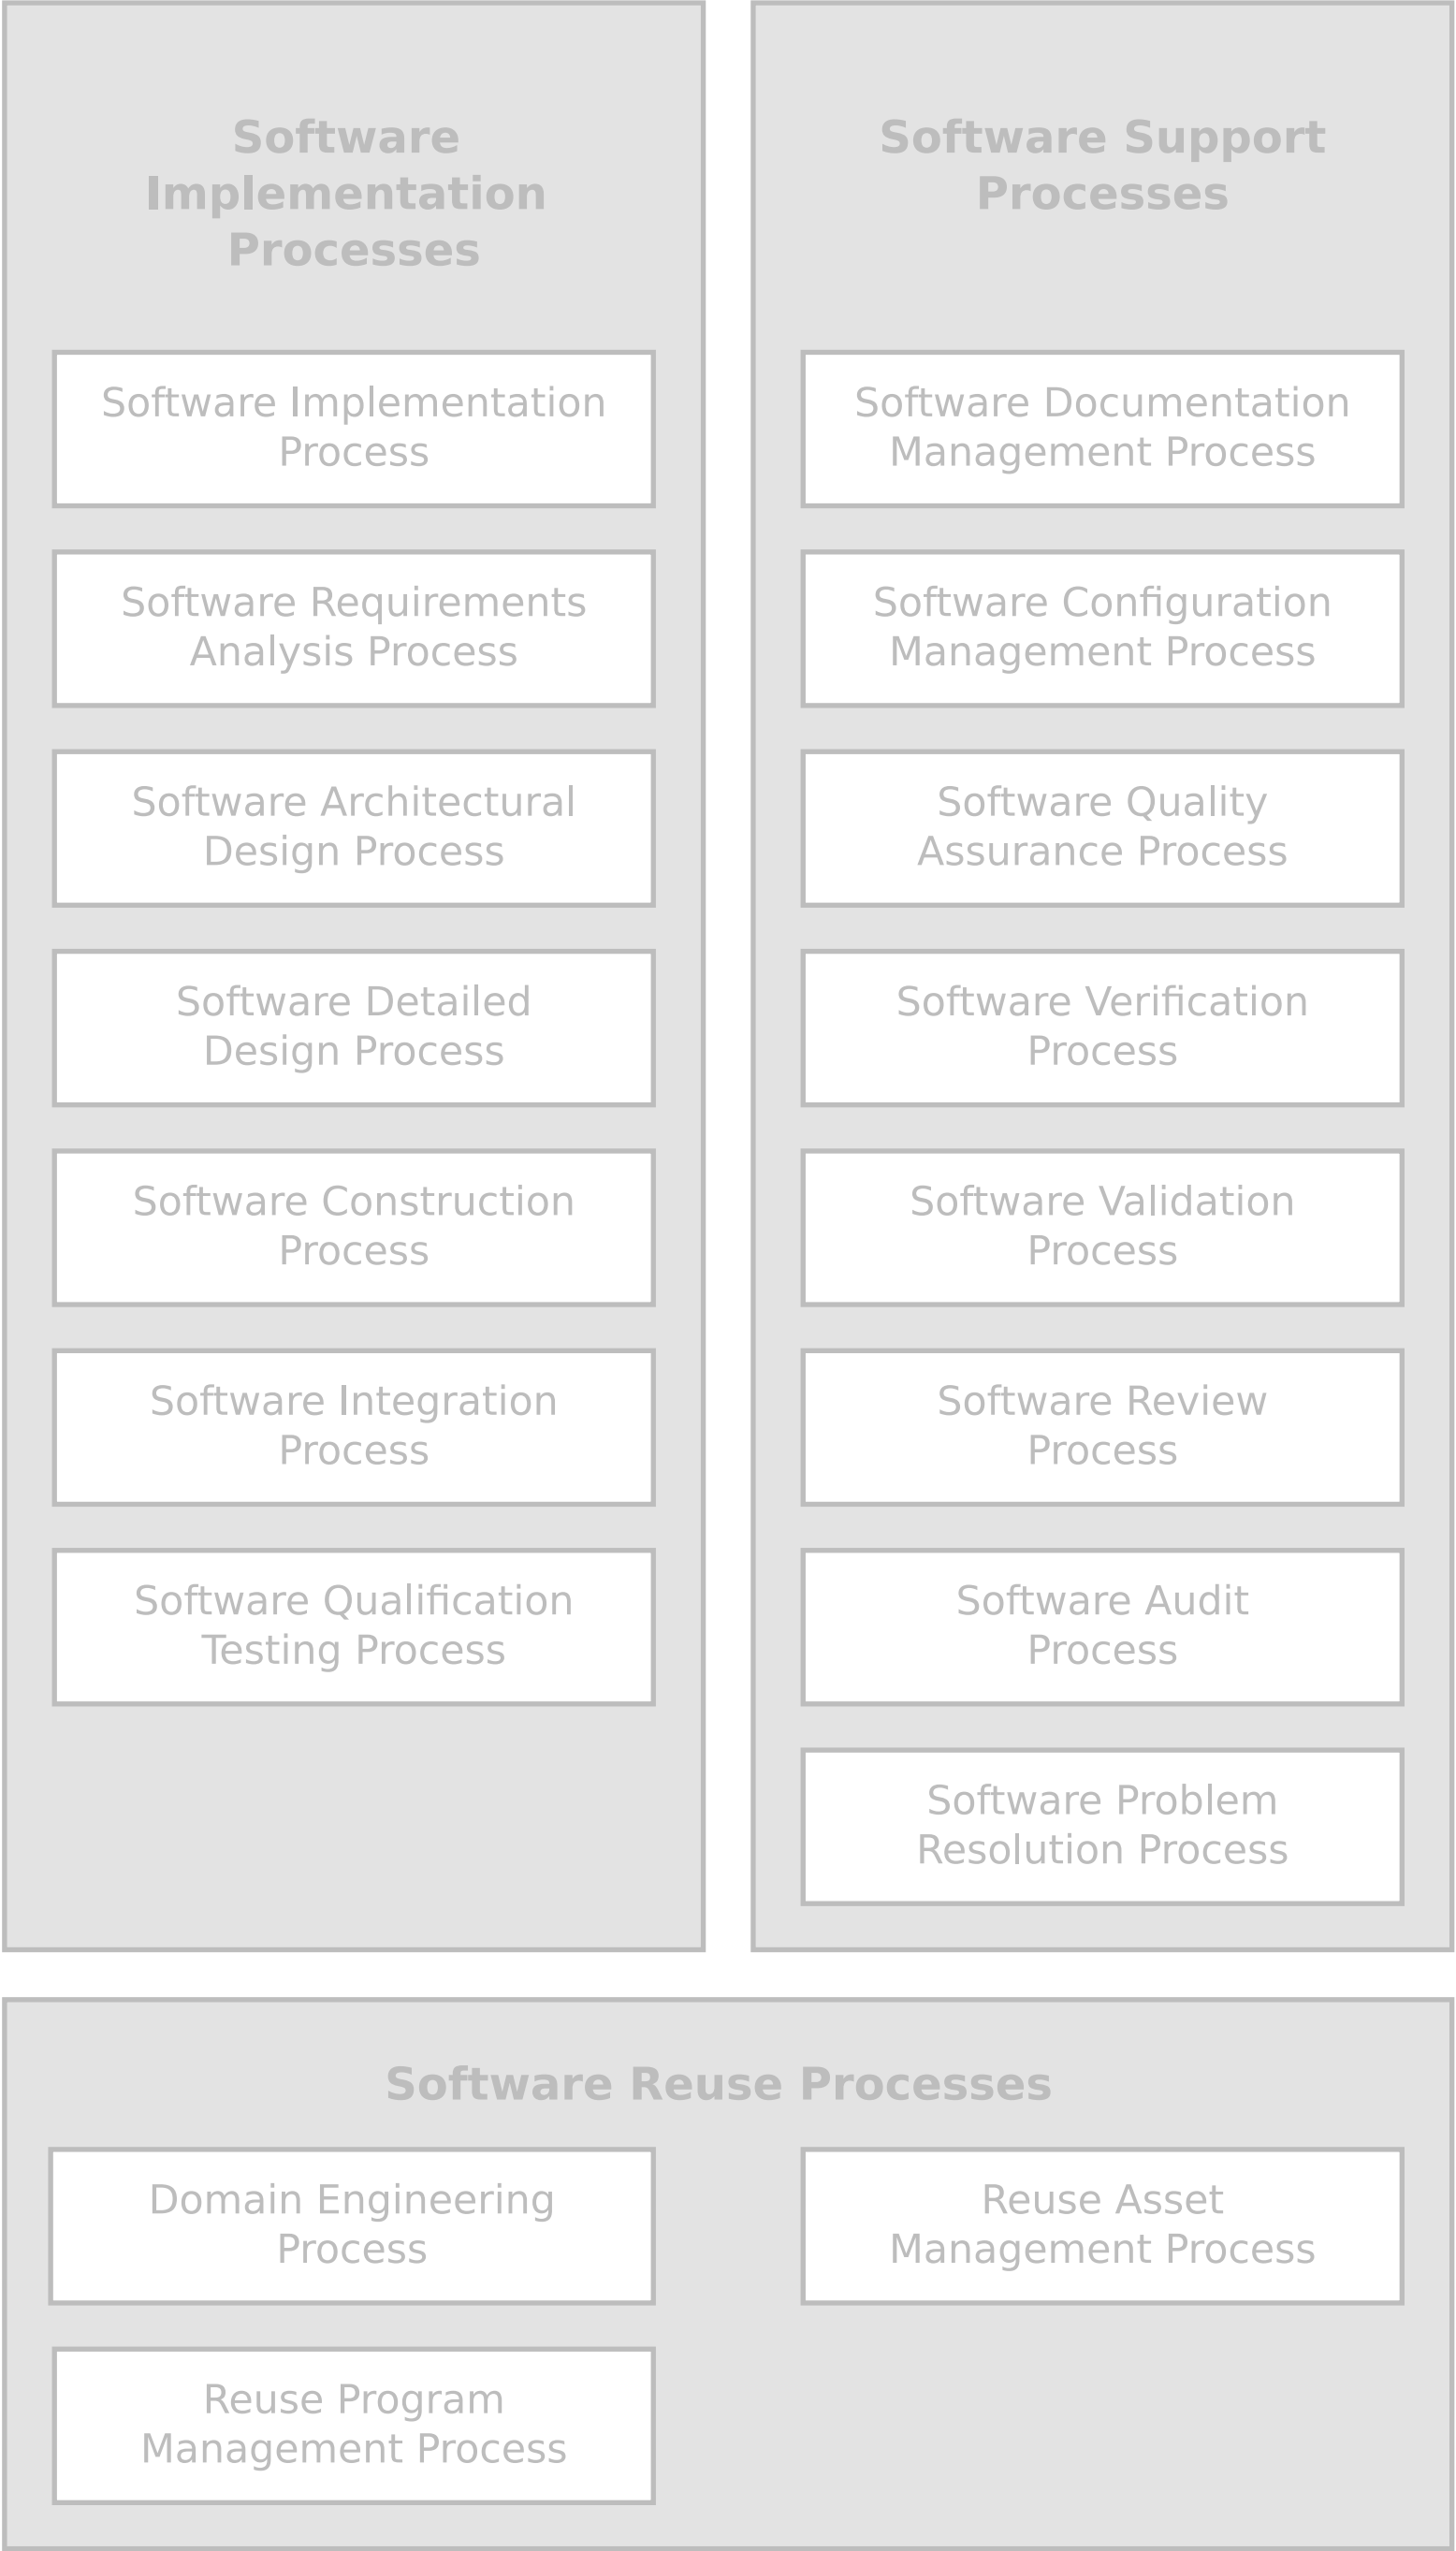 Software
Implementation
Processes
Software Implementation
Process
Software Requirements
Analysis Process
Software Architectural
Design Process
Software Detailed
Design Process
Software Construction
Process
Software Integration
Process
Software Qualification
Testing Process
Software Support
Processes
Software Documentation
Management Process
Software Configuration
Management Process
Software Quality
Assurance Process
Software Verification
Process
Software Validation
Process
Software Review
Process
Software Audit
Process
Software Problem
Resolution Process
Software Reuse Processes
Domain Engineering
Process
Reuse Asset
Management Process
Reuse Program
Management Process